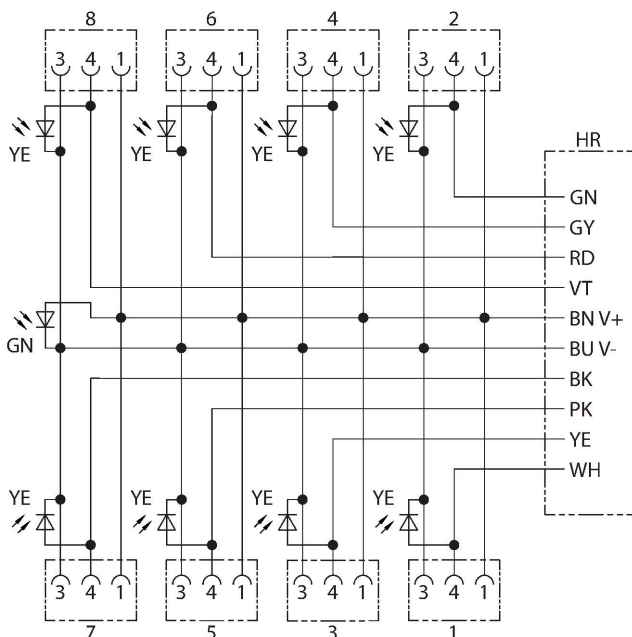 8 6 4 2
3 4 1 3 4 1 3 4 1 3 4 1
YE YE YE YE
HR
GN
GY
RD
VT
BN V+
GN
BU V-
BK
PK
YE
WH
YE YE YE YE
3 4 1 3 4 1 3 4 1 3 4 1
7 5 3 1